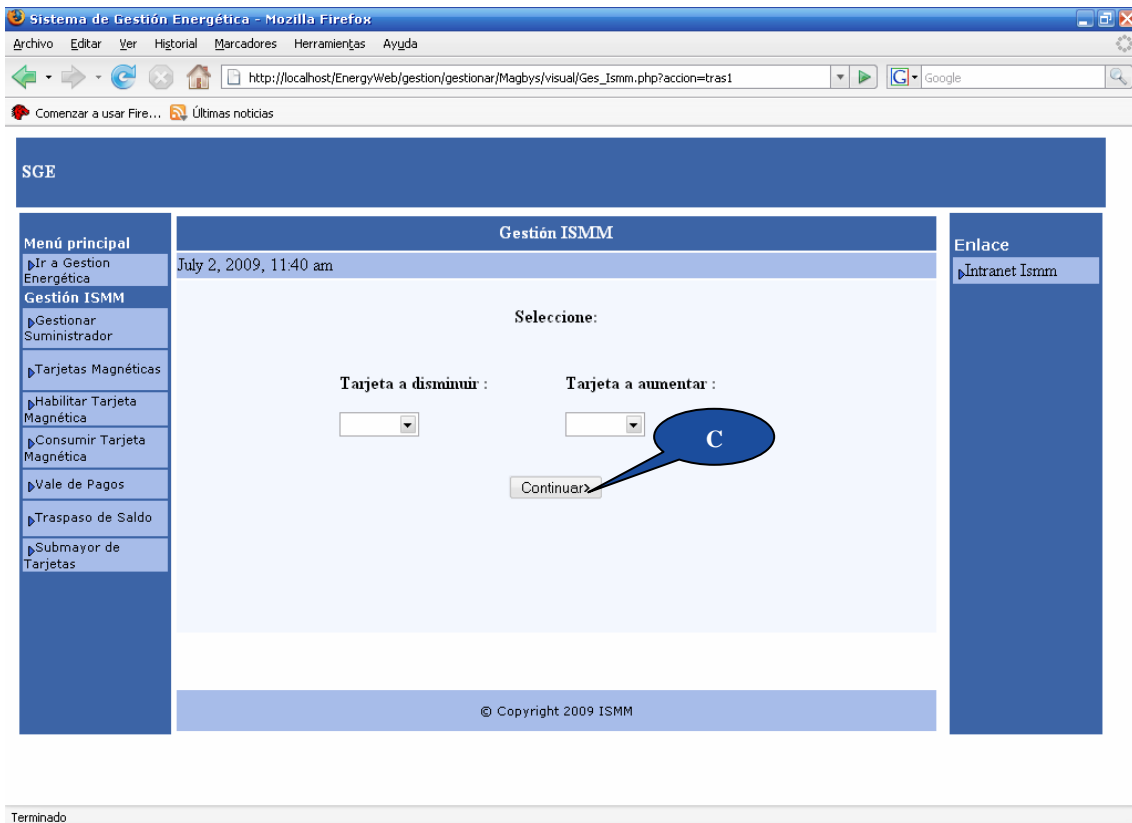 Sistema de Gestión Energética - Mozilla Firefox
Archivo Editar Ver Historial Marcadores Herramientas Ayuda
http://localhost/EnergyWeb/gestion/gestionar/Magbys/visual/Ges_Ismm.php?accion=tras1
G Google
Comenzar a usar Fire... Últimas noticias
SGE
Menú principal
Ir a Gestion
Energética
Gestión ISMM
Gestionar
Suministrador
Tarjetas Magnéticas
Habilitar Tarjeta
Magnética
Consumir Tarjeta
Magnética
Vale de Pagos
Traspaso de Saldo
Submayor de
Tarjetas
Gestión ISMM
July 2, 2009, 11:40 am
Seleccione:
Tarjeta a disminuir : Tarjeta a aumentar :
C
Continuar>
© Copyright 2009 ISMM
Enlace
Intranet Ismm
Terminado